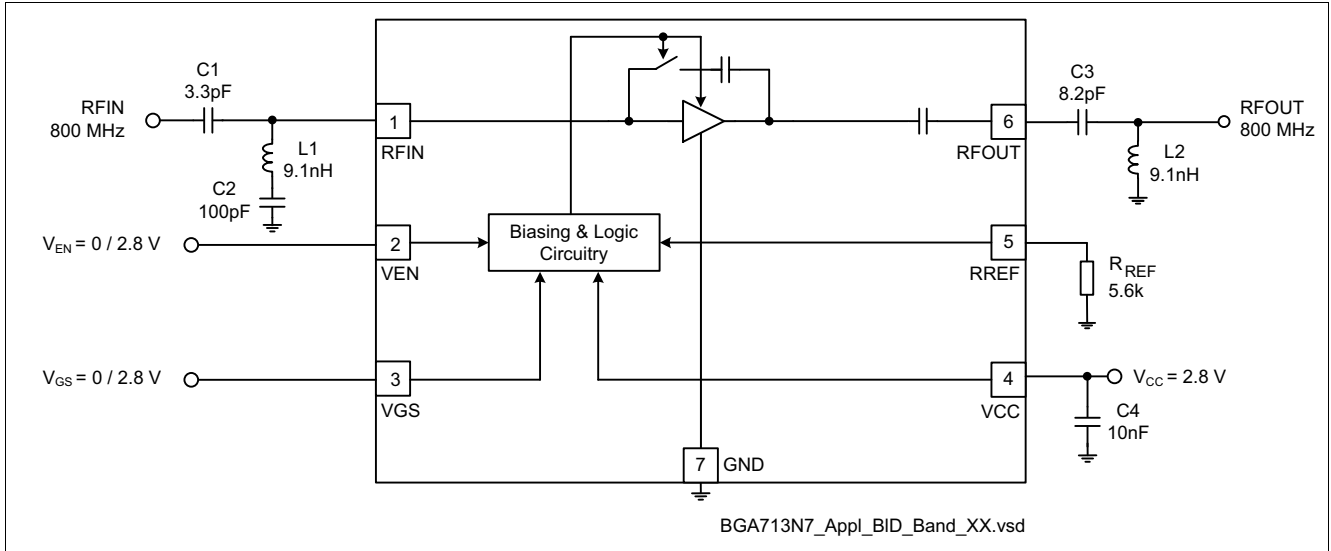 C1
3.3pF
RFIN
800 MHz
L1
9.1nH
C2
100pF
1
RFIN
6
RFOUT
C3
8.2pF
RFOUT
800 MHz
L2
9.1nH
V_EN = 0 / 2.8 V
2
VEN
Biasing & Logic
Circuitry
5
RREF
R_REF
5.6k
V_GS = 0 / 2.8 V
3
VGS
4
VCC
V_CC = 2.8 V
C4
10nF
7
GND
BGA713N7_Appl_BID_Band_XX.vsd